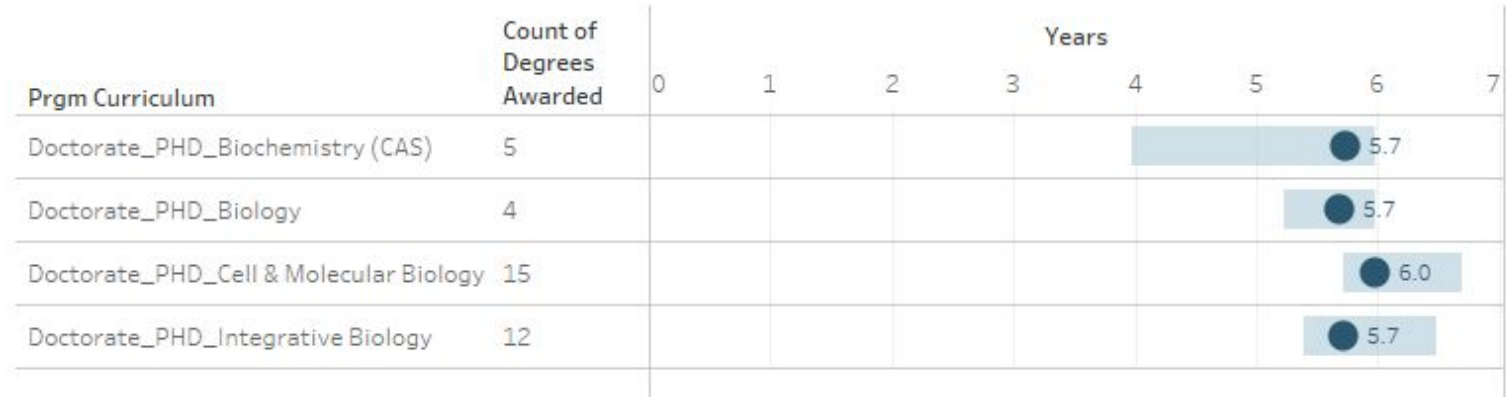 Count of
Degrees
Awarded
Prgm Curriculum
Years
0 1 2 3 4 5 6 7
Doctorate_PHD_Biochemistry (CAS) 5 5.7
Doctorate_PHD_Biology 4 5.7
Doctorate_PHD_Cell & Molecular Biology 15 6.0
Doctorate_PHD_Integrative Biology 12 5.7